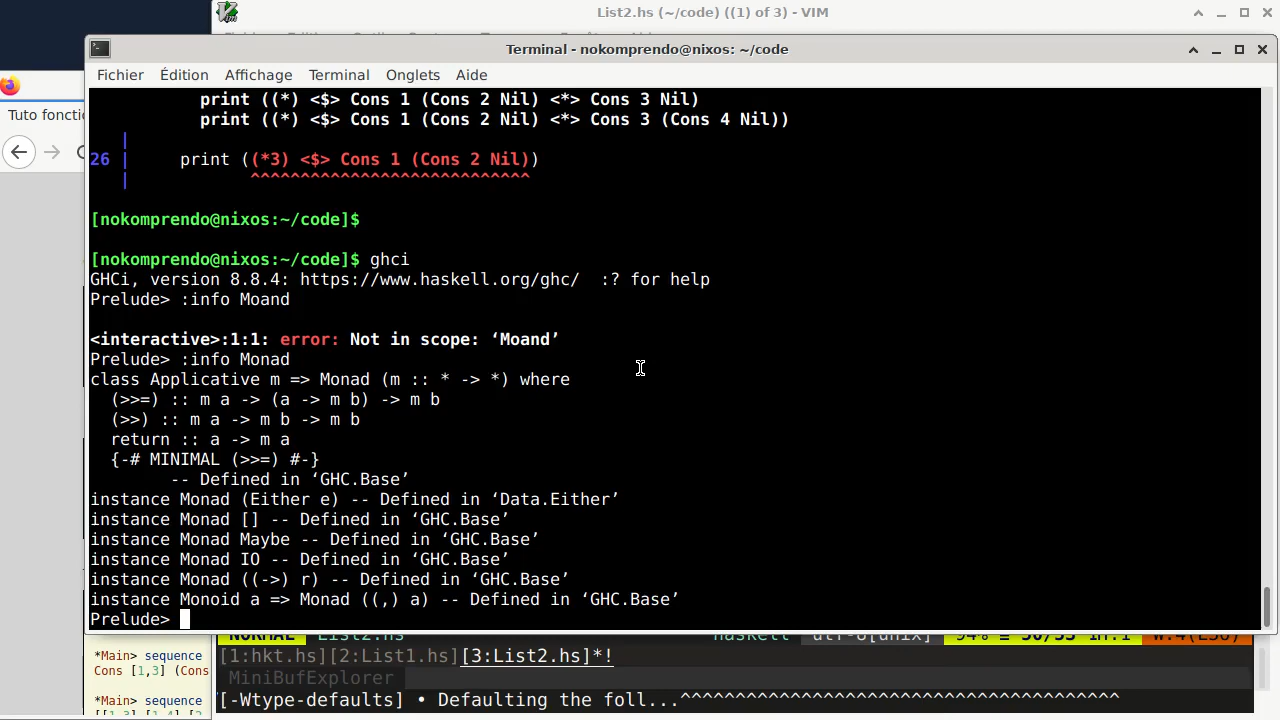 List2.hs (~/code) ((1) of 3) - VIM
Terminal - nokomprendo@nixos: ~/code
Fichier Édition Affichage Terminal Onglets Aide
Tuto foncti
print ((*) <$> Cons 1 (Cons 2 Nil) <*> Cons 3 Nil)
print ((*) <$> Cons 1 (Cons 2 Nil) <*> Cons 3 (Cons 4 Nil))
|
26 | print ((*3) <$> Cons 1 (Cons 2 Nil))
| ^^^^^^^^^^^^^^^^^^^^^^^^^^^^
[nokomprendo@nixos:~/code]$
[nokomprendo@nixos:~/code]$ ghci
GHCi, version 8.8.4: https://www.haskell.org/ghc/  :? for help
Prelude> :info Moand
<interactive>:1:1: error: Not in scope: ‘Moand’
Prelude> :info Monad
class Applicative m => Monad (m :: * -> *) where
(>>=) :: m a -> (a -> m b) -> m b
(>>) :: m a -> m b -> m b
return :: a -> m a
{-# MINIMAL (>>=) #-}
-- Defined in ‘GHC.Base’
instance Monad (Either e) -- Defined in ‘Data.Either’
instance Monad [] -- Defined in ‘GHC.Base’
instance Monad Maybe -- Defined in ‘GHC.Base’
instance Monad IO -- Defined in ‘GHC.Base’
instance Monad ((->) r) -- Defined in ‘GHC.Base’
instance Monoid a => Monad ((,) a) -- Defined in ‘GHC.Base’
Prelude>
NORMAL List2.hs haskell utf-8[unix]
[1:hkt.hs][2:List1.hs][3:List2.hs]*!
MiniBufExplorer
[-Wtype-defaults] • Defaulting the foll...^^^^^^^^^^^^^^^^^^^^^^^^^^^^^^^^^^^^^^^^
*Main> sequence
Cons [1,3] (Cons
*Main> sequence